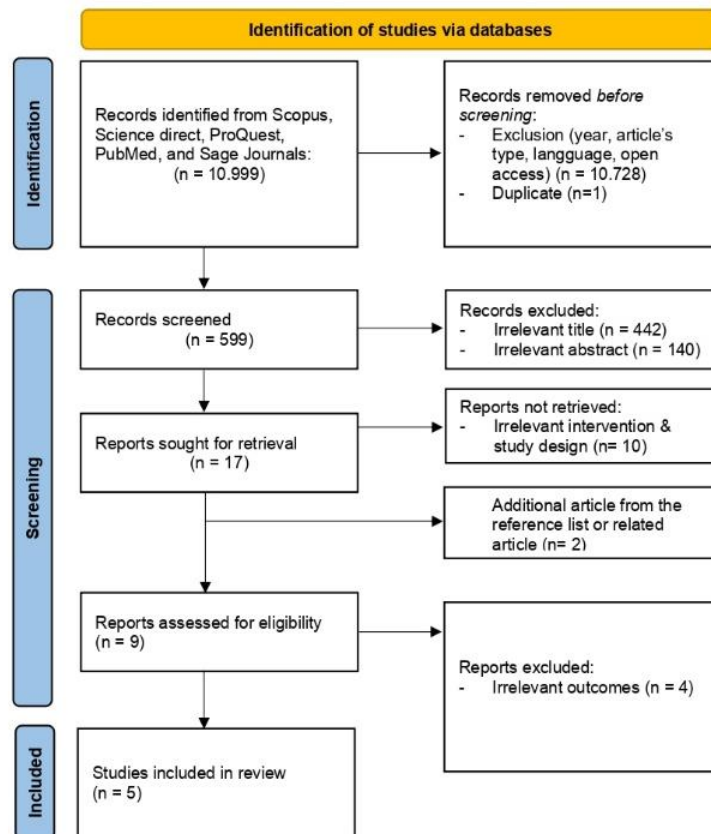 Identification of studies via databases
Identification
Records identified from Scopus,
Science direct, ProQuest,
PubMed, and Sage Journals:
(n = 10.999)
Records removed before
screening:
- Exclusion (year, article's
type, langguage, open
access) (n = 10.728)
- Duplicate (n=1)
Screening
Records screened
(n = 599)
Records excluded:
- Irrelevant title (n = 442)
- Irrelevant abstract (n = 140)
Reports sought for retrieval
(n = 17)
Reports not retrieved:
- Irrelevant intervention &
study design (n= 10)
Additional article from the
reference list or related
article (n= 2)
Reports assessed for eligibility
(n = 9)
Reports excluded:
- Irrelevant outcomes (n = 4)
Included
Studies included in review
(n = 5)